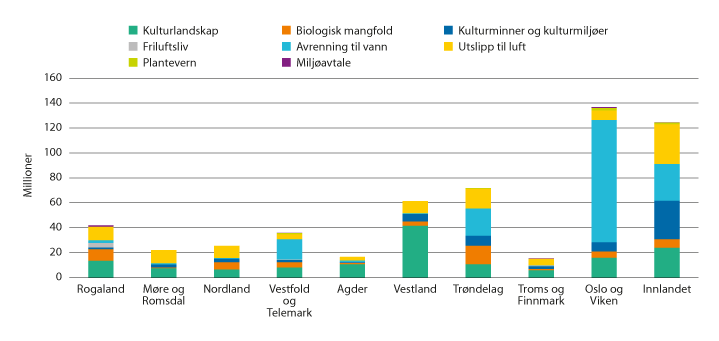 Kulturlandskap
Biologisk mangfold
Kulturminner og kulturmiljøer
Friluftsliv
Avrenning til vann
Utslipp til luft
Plantevern
Miljøavtale
Millioner
160
140
120
100
80
60
40
20
0
Rogaland
Møre og
Romsdal
Nordland
Vestfold
og
Telemark
Agder
Vestland
Trøndelag
Troms og
Finnmark
Oslo og
Viken
Innlandet